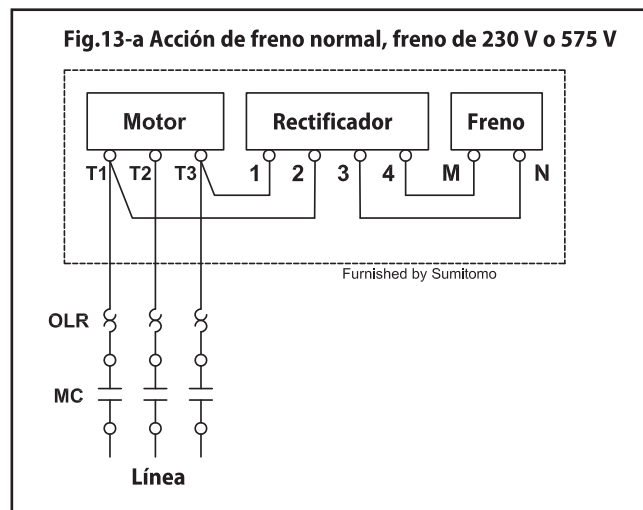 Fig.13-a Acción de freno normal, freno de 230 V o 575 V
Motor Rectificador Freno
T1 T2 T3 1 2 3 4 M N
Furnished by Sumitomo
OLR
MC
Línea